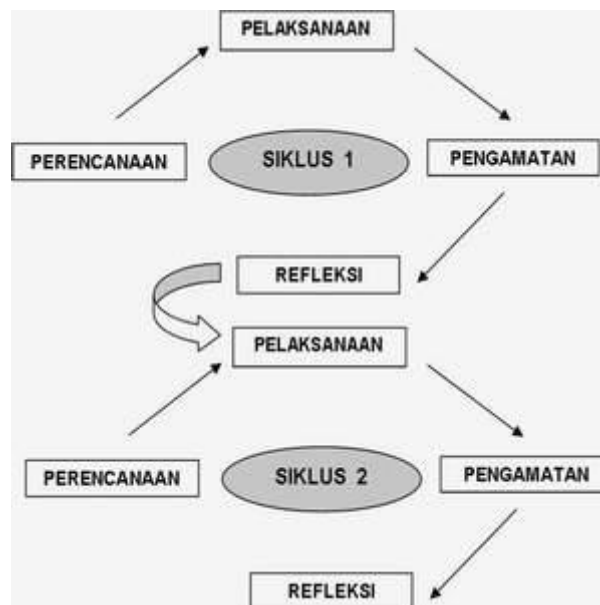 PELAKSANAAN
PERENCANAAN
SIKLUS 1
PENGAMATAN
REFLEKSI
PELAKSANAAN
PERENCANAAN
SIKLUS 2
PENGAMATAN
REFLEKSI